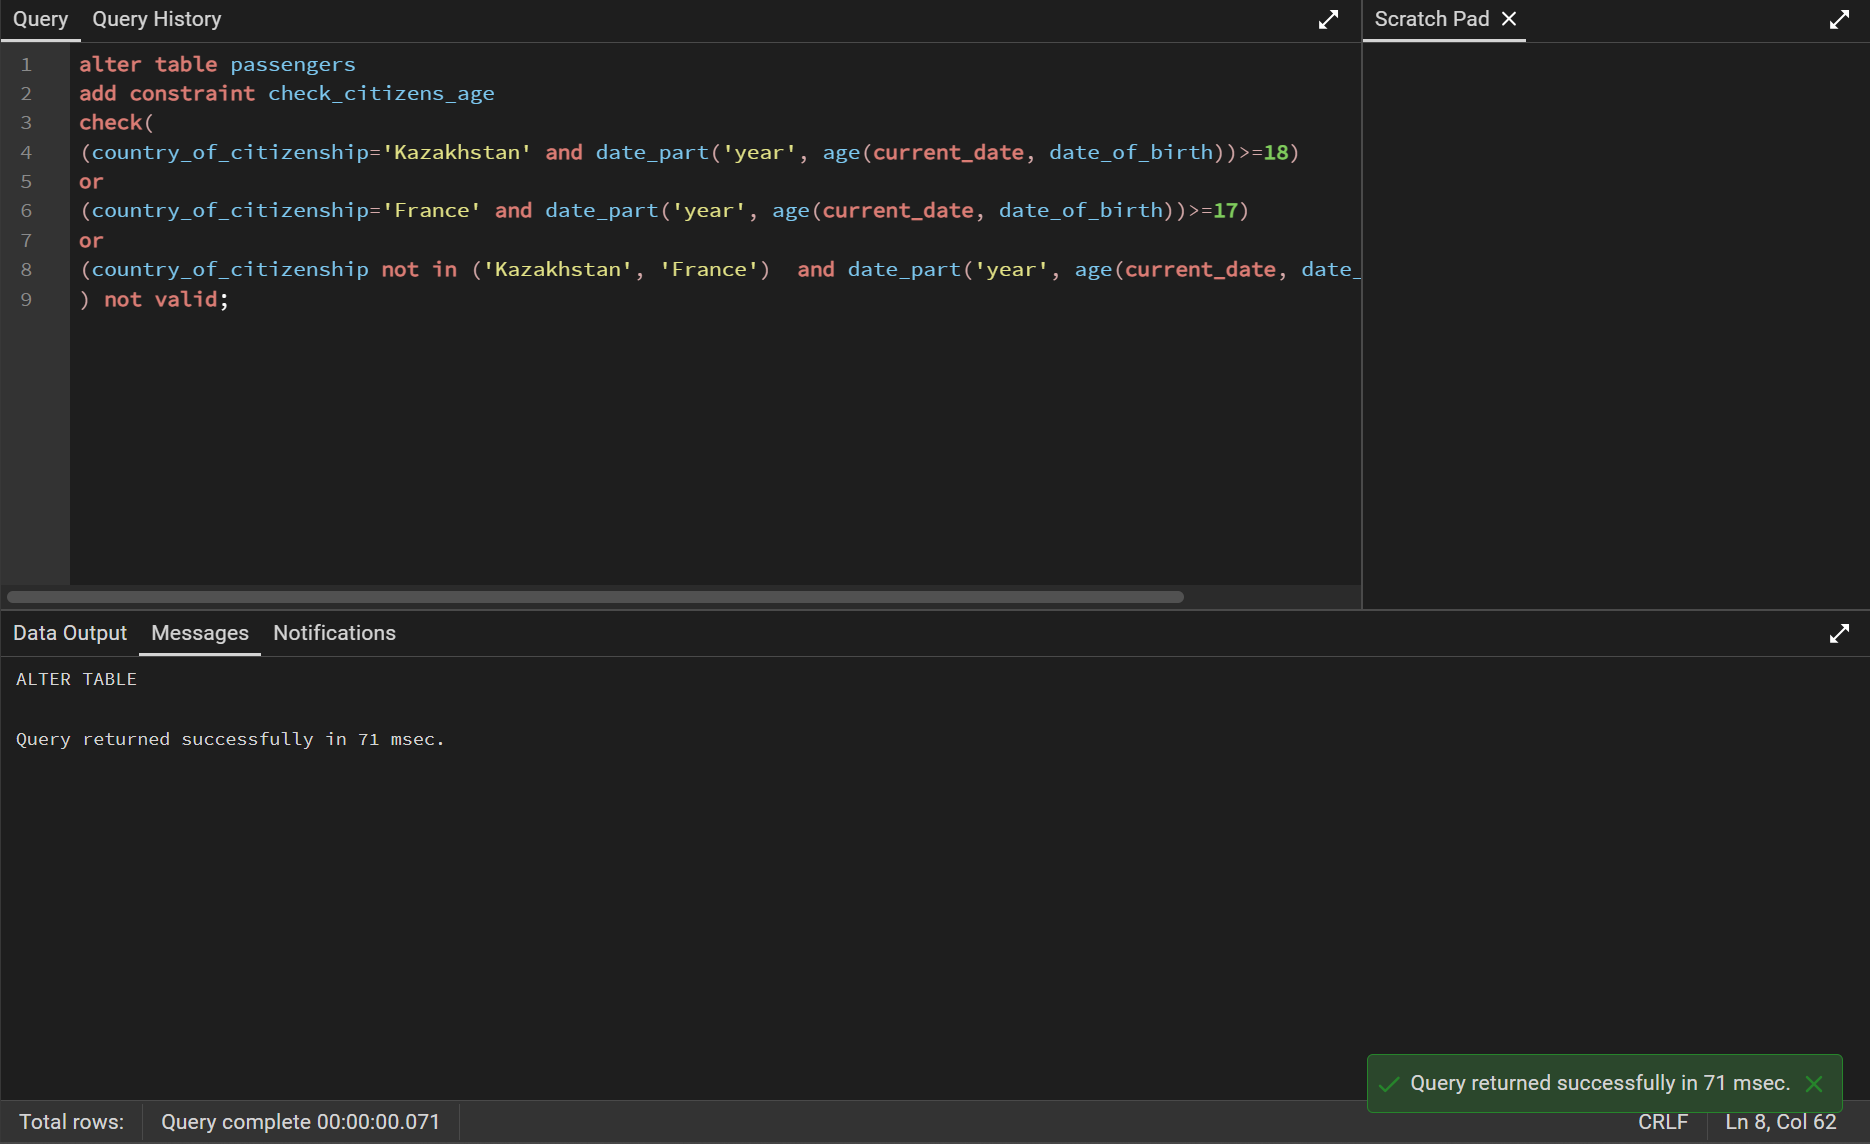 Query Query History
Scratch Pad
1 alter table passengers
2 add constraint check_citizens_age
3 check(
4 (country_of_citizenship='Kazakhstan' and date_part('year', age(current_date, date_of_birth))>=18)
5 or
6 (country_of_citizenship='France' and date_part('year', age(current_date, date_of_birth))>=17)
7 or
8 (country_of_citizenship not in ('Kazakhstan', 'France')  and date_part('year', age(current_date, date_
9 ) not valid;
Data Output Messages Notifications
ALTER TABLE
Query returned successfully in 71 msec.
Query returned successfully in 71 msec.
Total rows: Query complete 00:00:00.071 CRLF Ln 8, Col 62